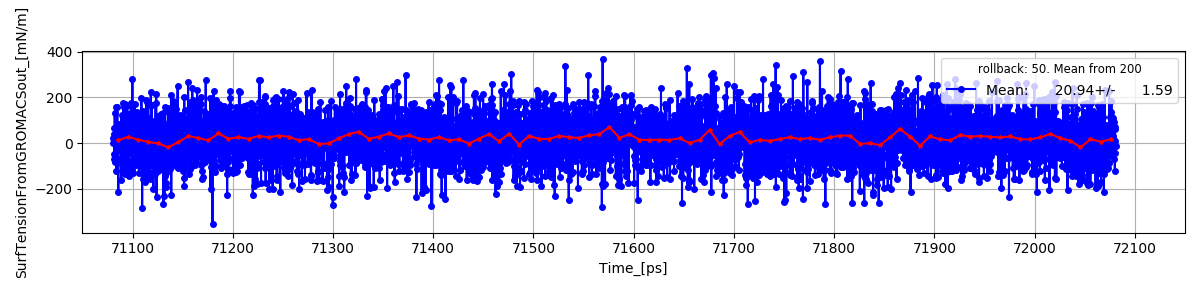 SurfTensionFromGROMACSout_[mN/m]
400
200
0
−200
rollback: 50. Mean from 200
Mean: 20.94+/- 1.59
71100 71200 71300 71400 71500 71600 71700 71800 71900 72000 72100
Time_[ps]